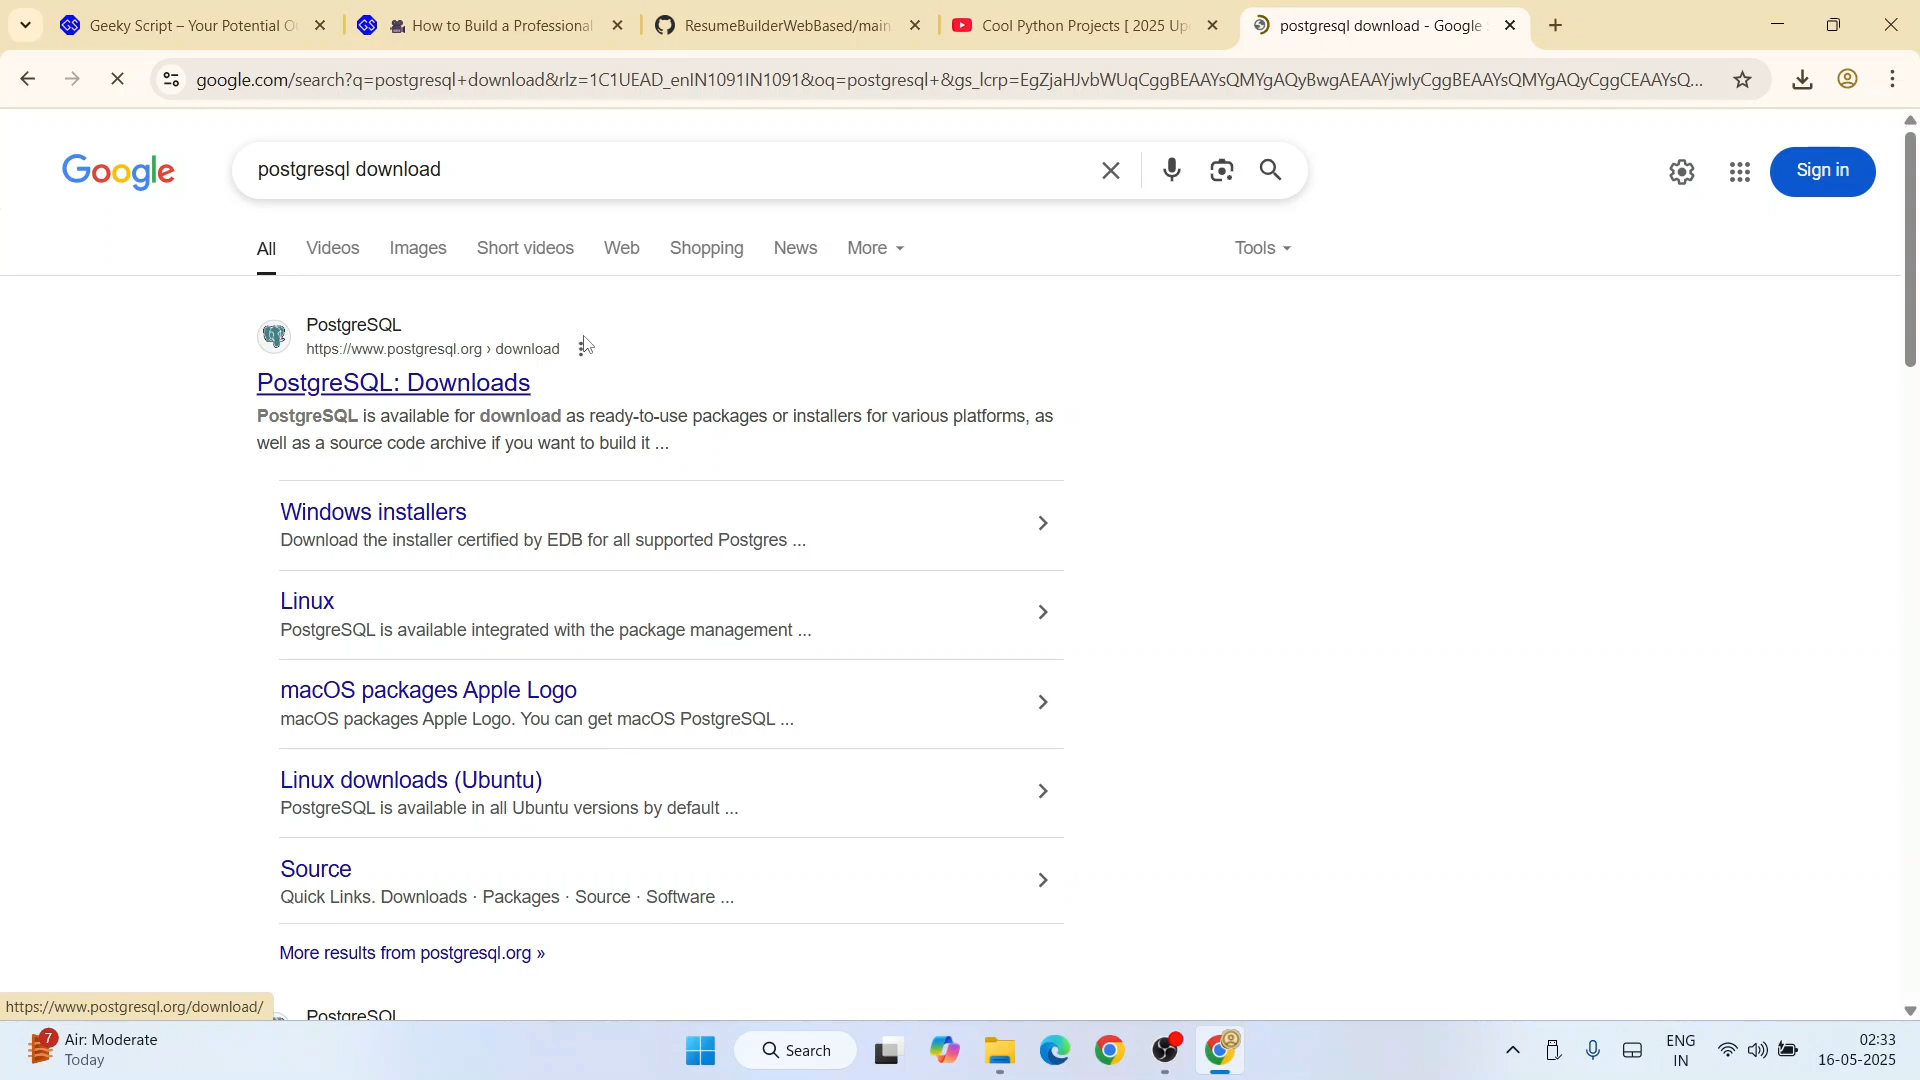 Geeky Script – Your Potential O
How to Build a Professional
ResumeBuilderWebBased/main
Cool Python Projects [ 2025 Up
postgresql download - Google S
google.com/search?q=postgresql+download&rlz=1C1UEAD_enIN1091IN1091&oq=postgresql+&gs_lcrp=EgZjaHJvbWUqCggBEAAYsQMYgAQyBwgAEAAYjwIyCggBEAAYsQMYgAQyCggCEAAYsQ...
Google
postgresql download
Sign in
All
Videos
Images
Short videos
Web
Shopping
News
More
Tools
PostgreSQL
https://www.postgresql.org › download
PostgreSQL: Downloads
PostgreSQL is available for download as ready-to-use packages or installers for various platforms, as
well as a source code archive if you want to build it ...
Windows installers
Download the installer certified by EDB for all supported Postgres ...
Linux
PostgreSQL is available integrated with the package management ...
macOS packages Apple Logo
macOS packages Apple Logo. You can get macOS PostgreSQL ...
Linux downloads (Ubuntu)
PostgreSQL is available in all Ubuntu versions by default ...
Source
Quick Links. Downloads · Packages · Source · Software ...
More results from postgresql.org »
https://www.postgresql.org/download/
PostgreSQL
7
Air: Moderate
Today
Search
ENG
IN
02:33
16-05-2025